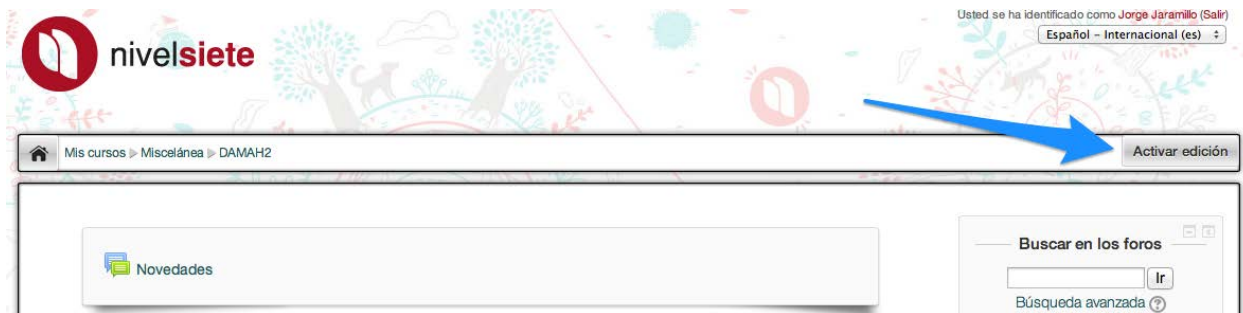 Usted se ha identificado como Jorge Jaramillo (Salir)
Español - Internacional (es)
nivelsiete
Mis cursos ▶ Miscelánea ▶ DAMAH2
Activar edición
Novedades
Buscar en los foros
Ir
Búsqueda avanzada ?